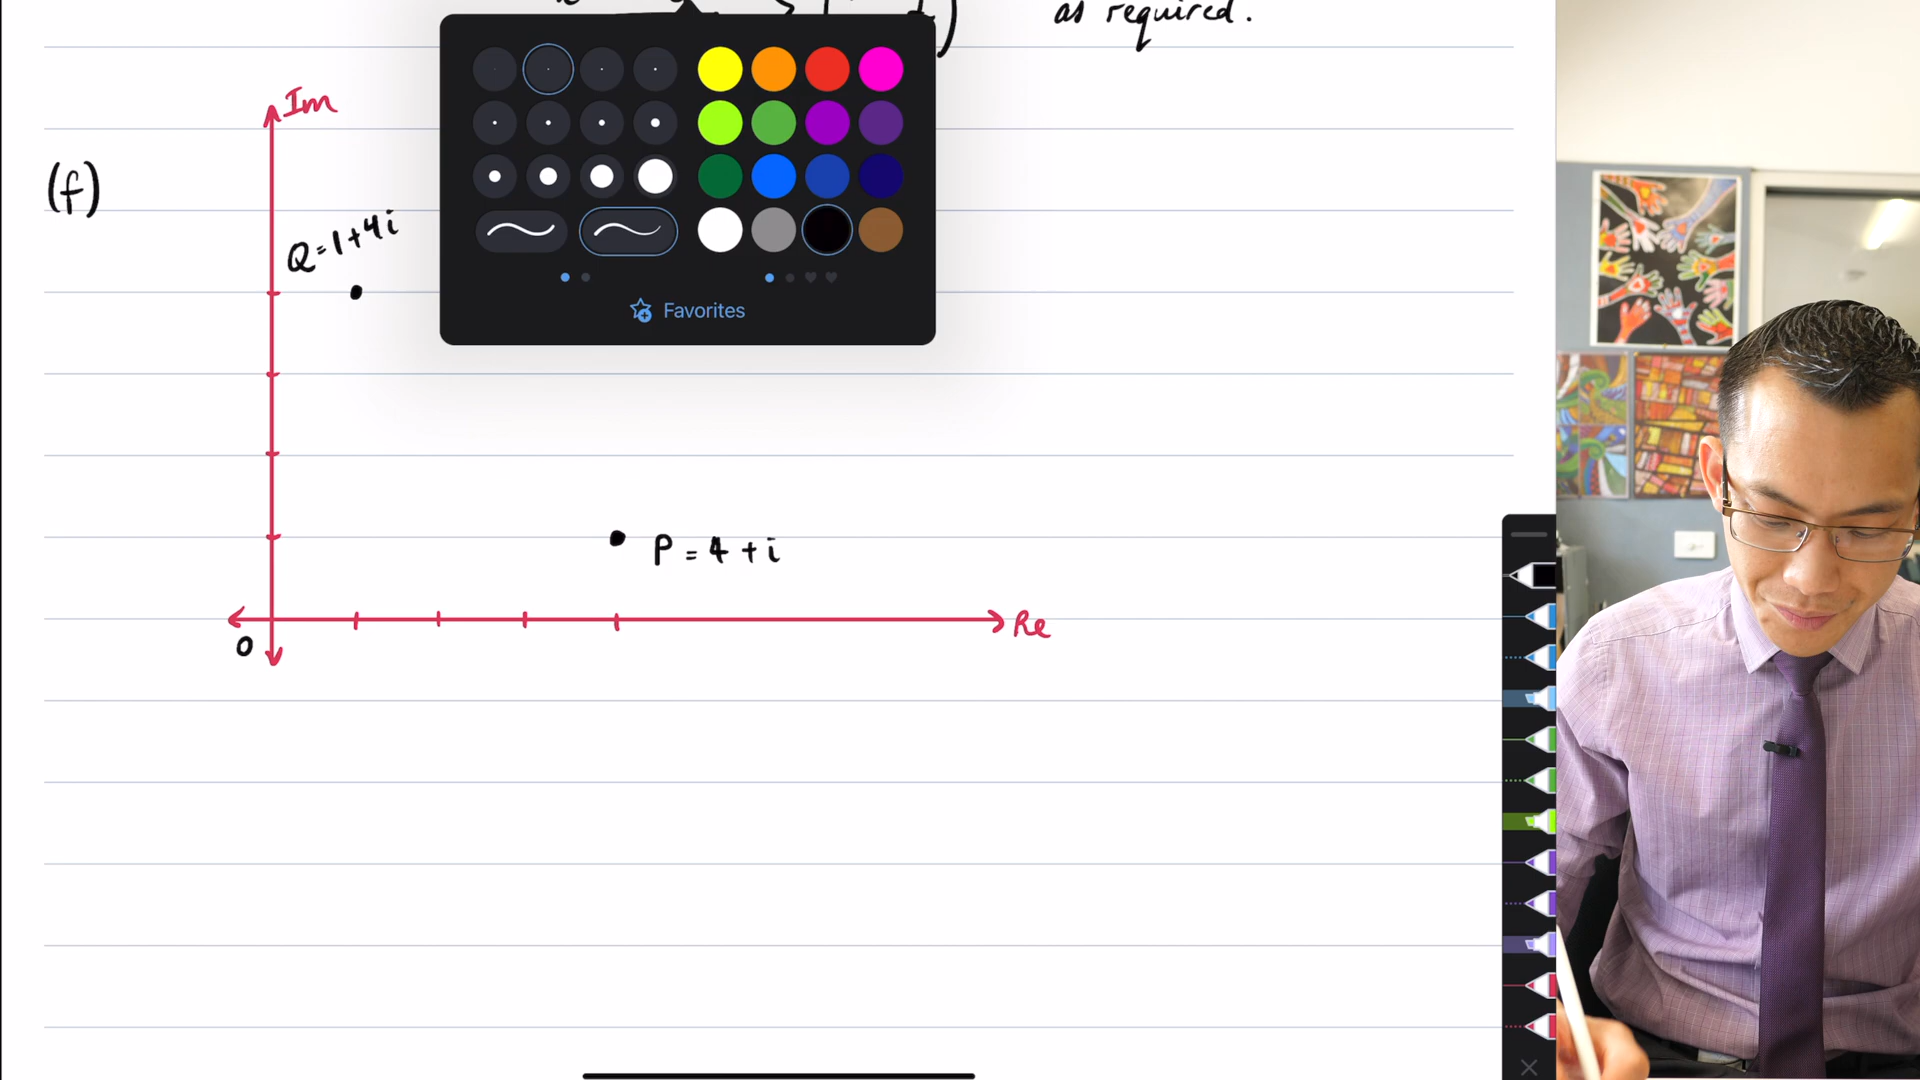 as required.
Im
(f)
Q=1+4i
Favorites
P = 4 + i
Re
0